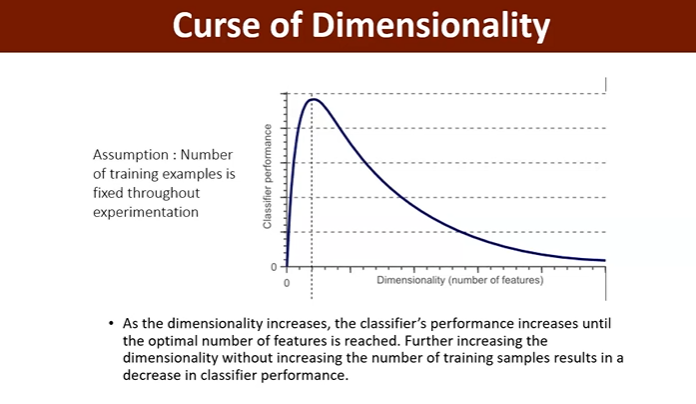 Curse of Dimensionality
Assumption : Number
of training examples is
fixed throughout
experimentation
Classifier performance
0
0
Dimensionality (number of features)
• As the dimensionality increases, the classifier's performance increases until
the optimal number of features is reached. Further increasing the
dimensionality without increasing the number of training samples results in a
decrease in classifier performance.